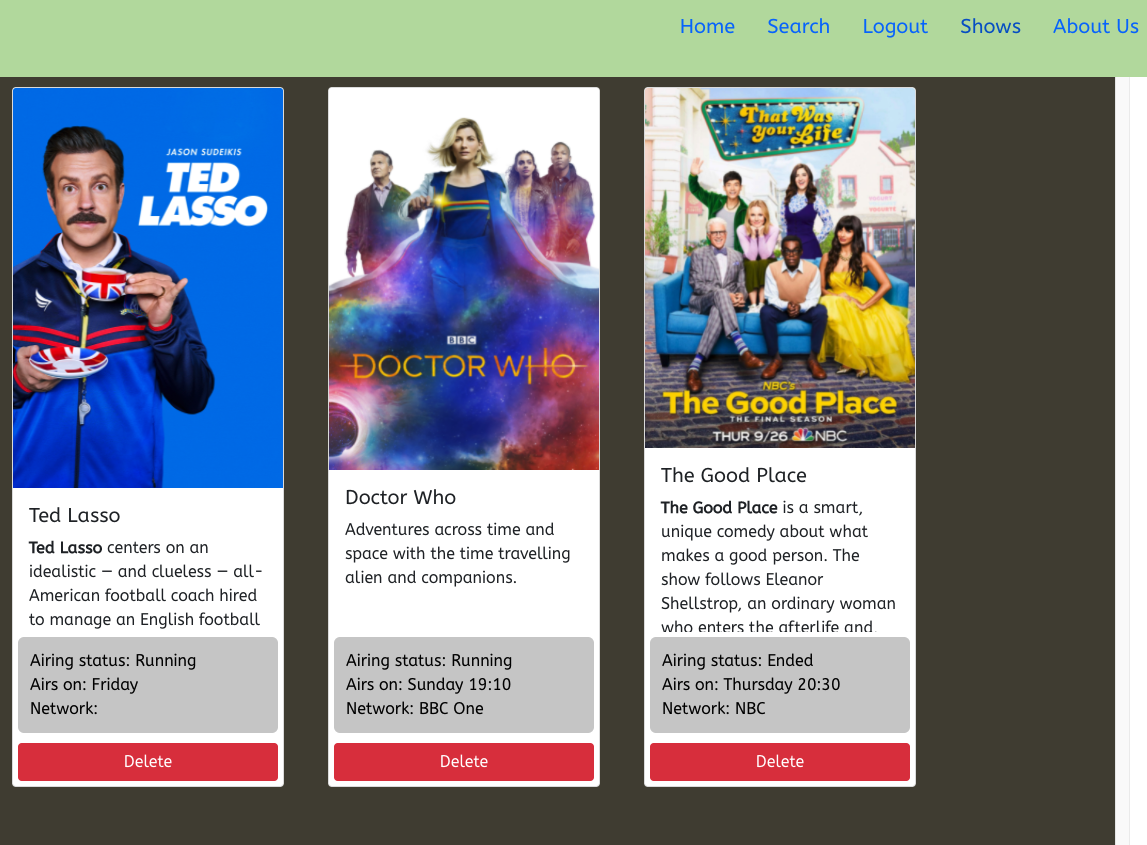 Home Search Logout Shows About Us
JASON SUDEIKIS
TED
LASSO
Ted Lasso
Ted Lasso centers on an
idealistic — and clueless — all-
American football coach hired
to manage an English football
Airing status: Running
Airs on: Friday
Network:
Delete
BBC
DOCTOR WHO
Doctor Who
Adventures across time and
space with the time travelling
alien and companions.
Airing status: Running
Airs on: Sunday 19:10
Network: BBC One
Delete
That Was
Your Life
YOGURT
YOGURTE
NBC's
The Good Place
THE FINAL SEASON
THUR 9/26 NBC
The Good Place
The Good Place is a smart,
unique comedy about what
makes a good person. The
show follows Eleanor
Shellstrop, an ordinary woman
who enters the afterlife and,
Airing status: Ended
Airs on: Thursday 20:30
Network: NBC
Delete